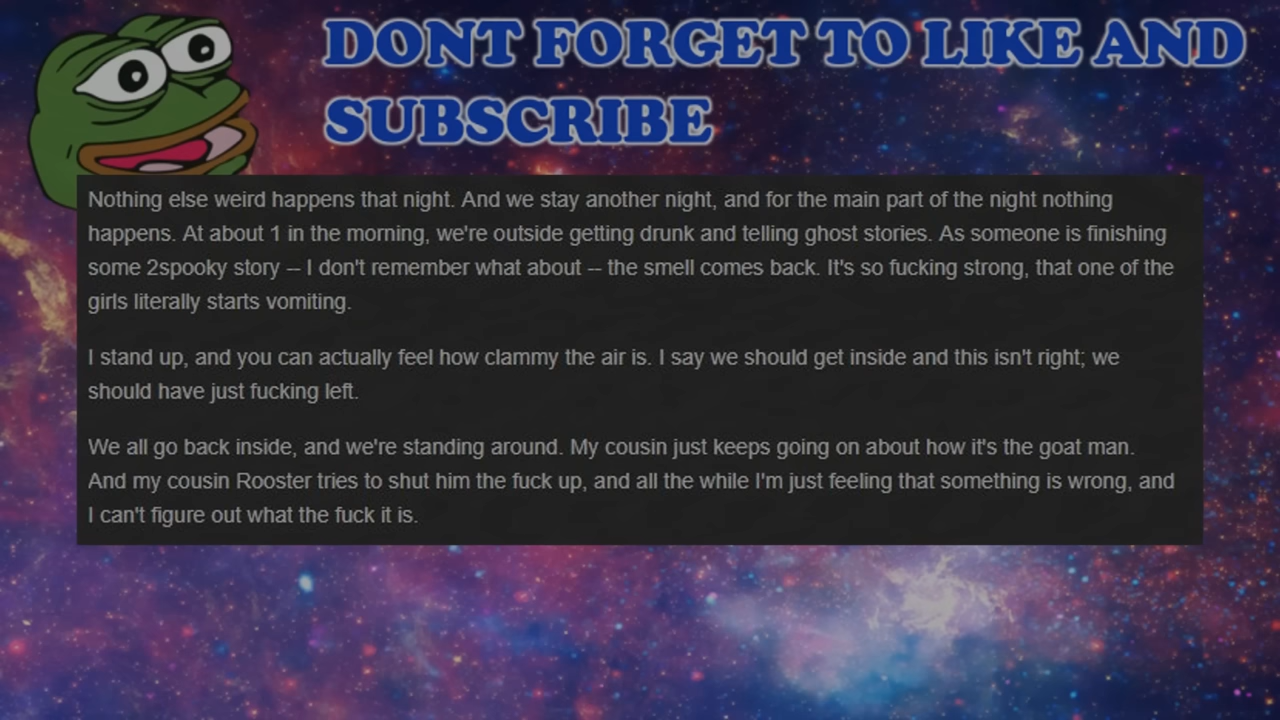 DONT FORGET TO LIKE AND
SUBSCRIBE
Nothing else weird happens that night. And we stay another night, and for the main part of the night nothing
happens. At about 1 in the morning, we're outside getting drunk and telling ghost stories. As someone is finishing
some 2spooky story -- I don't remember what about -- the smell comes back. It's so fucking strong, that one of the
girls literally starts vomiting.
I stand up, and you can actually feel how clammy the air is. I say we should get inside and this isn't right; we
should have just fucking left.
We all go back inside, and we're standing around. My cousin just keeps going on about how it's the goat man.
And my cousin Rooster tries to shut him the fuck up, and all the while I'm just feeling that something is wrong, and
I can't figure out what the fuck it is.